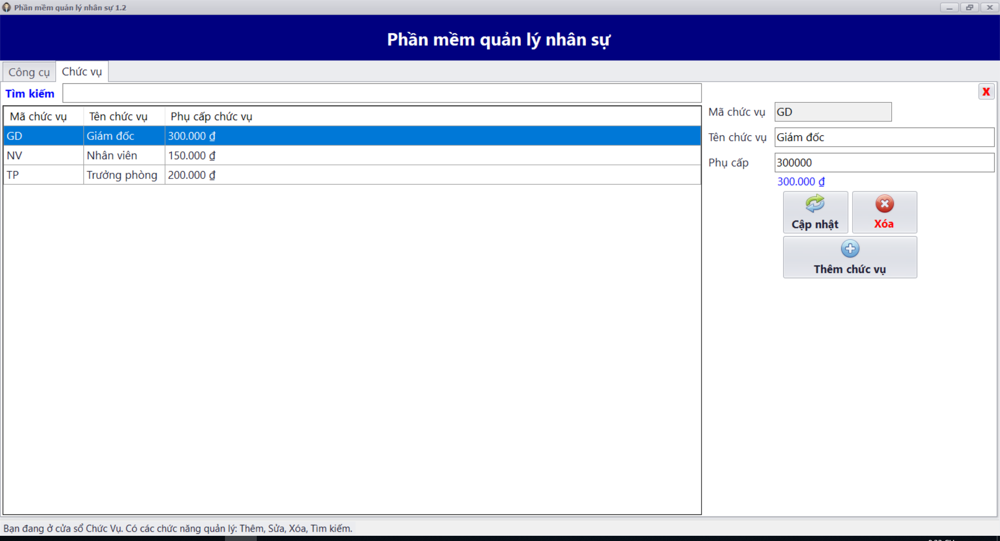 Phần mềm quản lý nhân sự 1.2
Phần mềm quản lý nhân sự
Công cụ
Chức vụ
Tìm kiếm
X
Mã chức vụ Tên chức vụ Phụ cấp chức vụ
GD Giám đốc 300.000 ₫
NV Nhân viên 150.000 ₫
TP Trưởng phòng 200.000 ₫
Mã chức vụ GD
Tên chức vụ Giám đốc
Phụ cấp 300000
300.000 ₫
Cập nhật
Xóa
Thêm chức vụ
Bạn đang ở cửa sổ Chức Vụ. Có các chức năng quản lý: Thêm, Sửa, Xóa, Tìm kiếm.